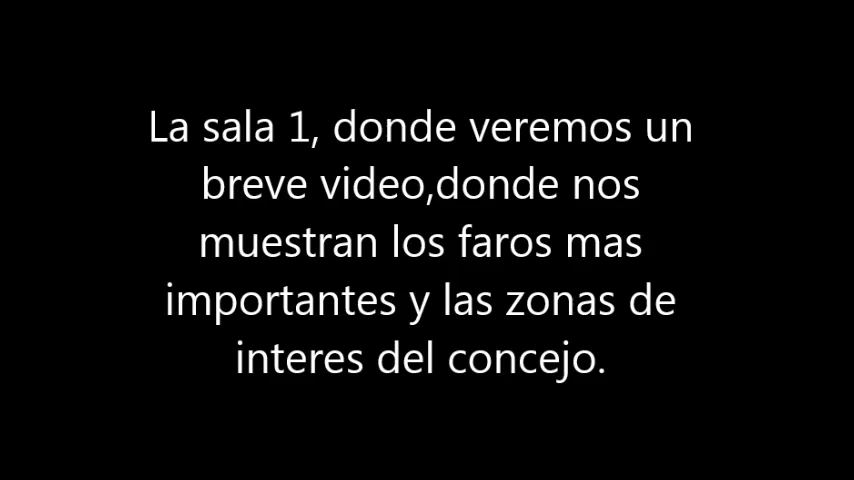 La sala 1, donde veremos un
breve video,donde nos
muestran los faros mas
importantes y las zonas de
interes del concejo.